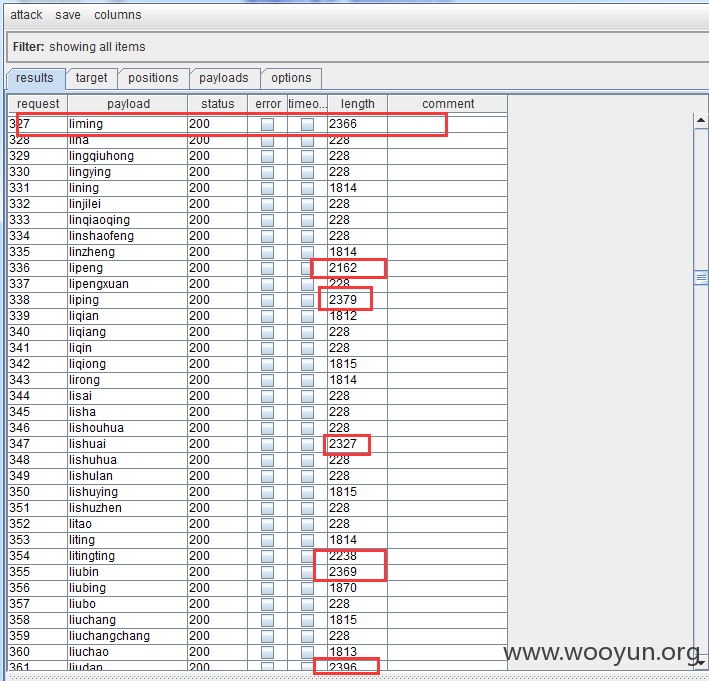 attack save columns
Filter: showing all items
results target positions payloads options
request payload status error timeo... length comment
327 liming 200 2366
328 lina 200 228
329 lingqiuhong 200 228
330 lingying 200 228
331 lining 200 1814
332 linjilei 200 228
333 linqiaoqing 200 228
334 linshaofeng 200 228
335 linzheng 200 1814
336 lipeng 200 2162
337 lipengxuan 200 228
338 liping 200 2379
339 liqian 200 1812
340 liqiang 200 228
341 liqin 200 228
342 liqiong 200 1815
343 lirong 200 1814
344 lisai 200 228
345 lisha 200 228
346 lishouhua 200 228
347 lishuai 200 2327
348 lishuhua 200 228
349 lishulan 200 228
350 lishuying 200 1815
351 lishuzhen 200 228
352 litao 200 228
353 liting 200 1814
354 litingting 200 2238
355 liubin 200 2369
356 liubing 200 1870
357 liubo 200 228
358 liuchang 200 1815
359 liuchangchang 200 228
360 liuchao 200 1813
361 liudan 200 2396
www.wooyun.org